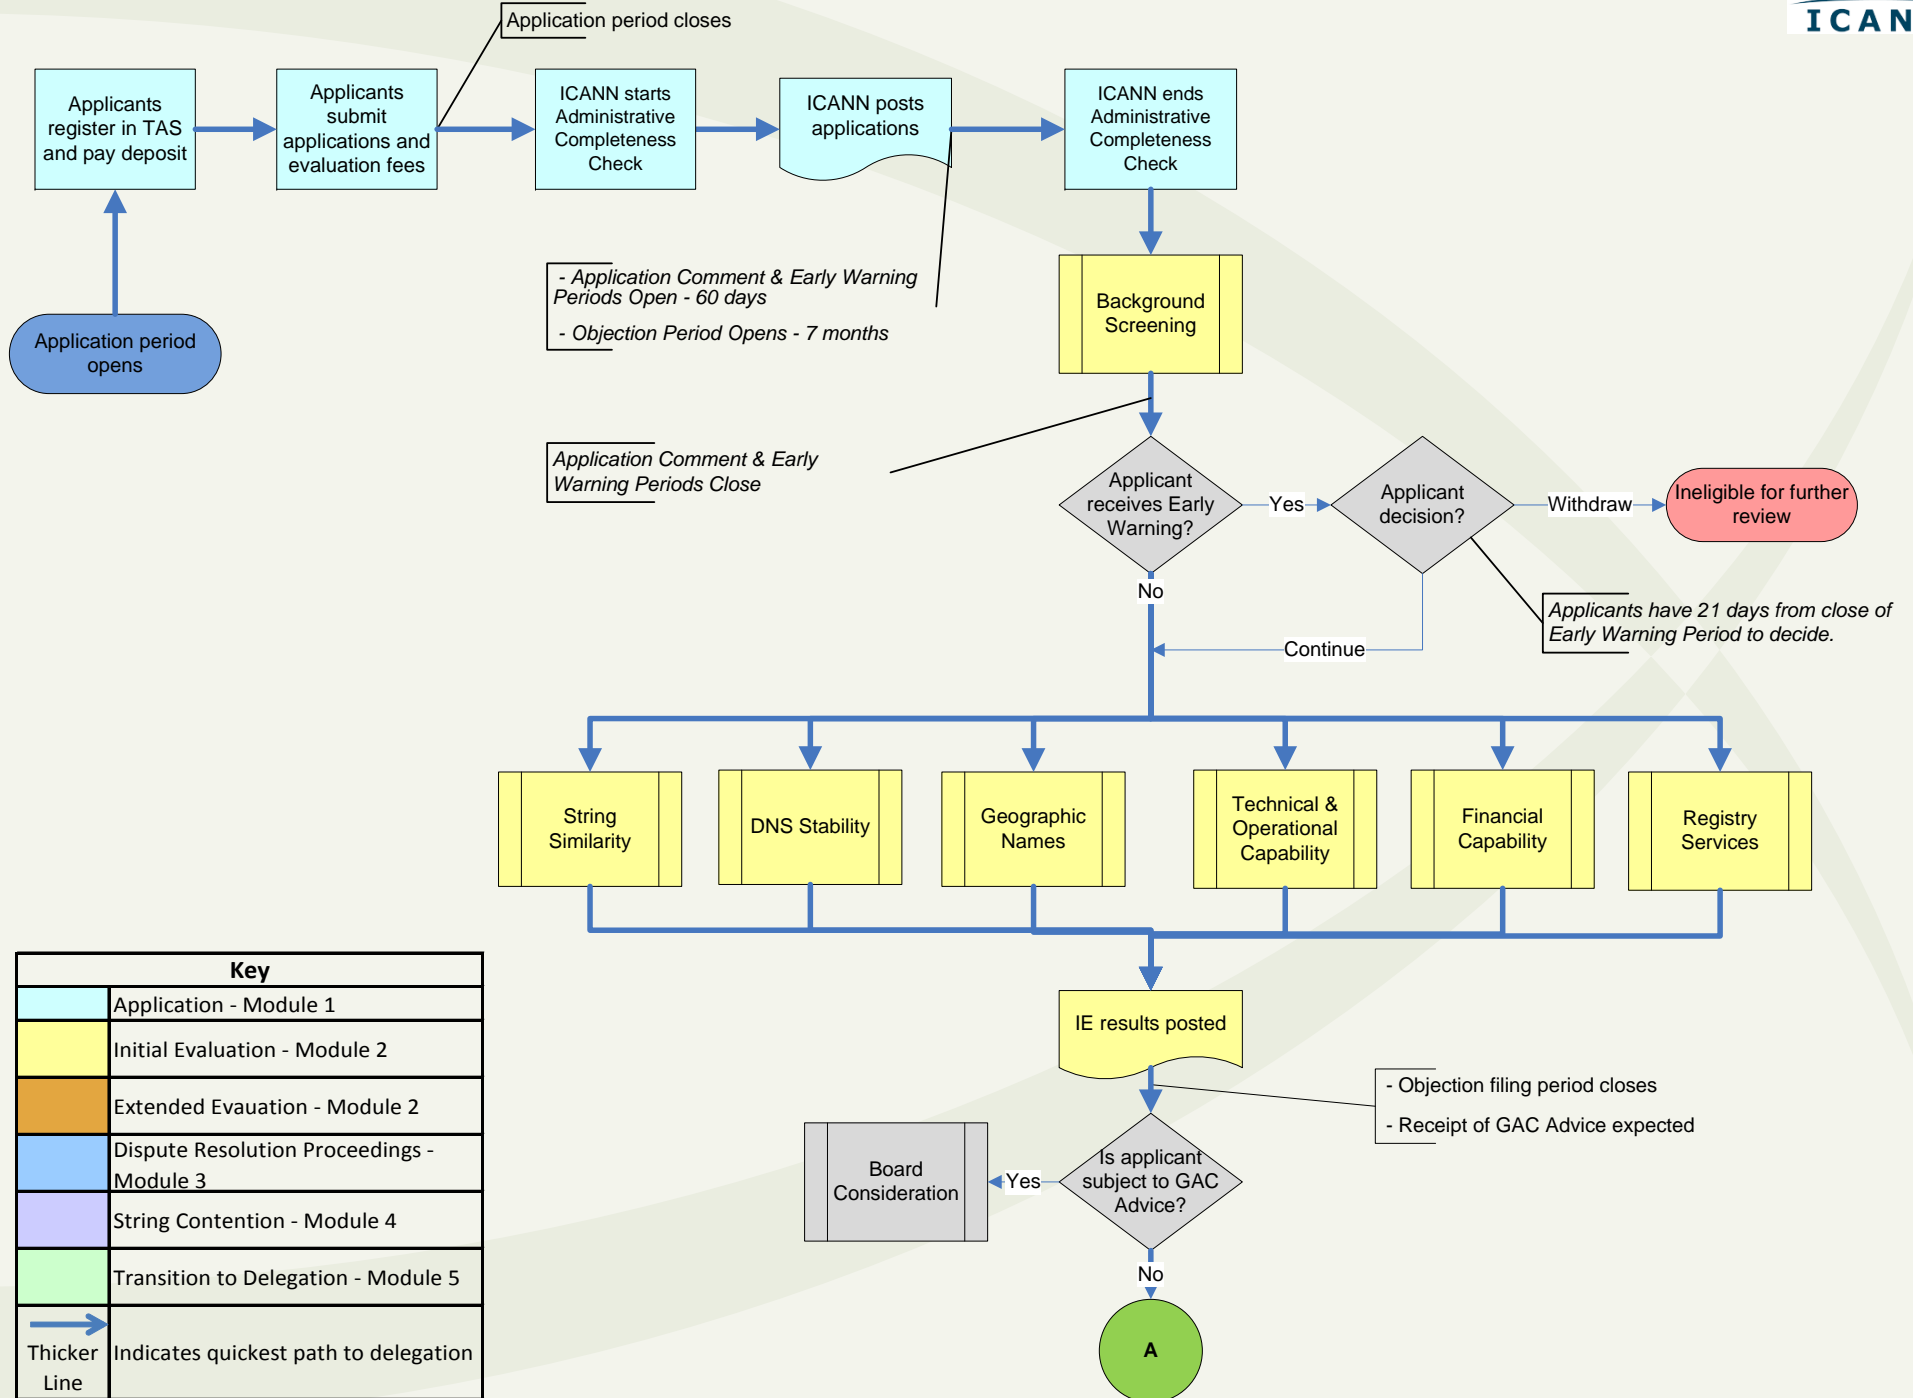 Application period closes
ICAN
Applicants
register in TAS
and pay deposit
Applicants
submit
applications and
evaluation fees
ICANN starts
Administrative
Completeness
Check
ICANN posts
applications
ICANN ends
Administrative
Completeness
Check
- Application Comment & Early Warning
Periods Open - 60 days
- Objection Period Opens - 7 months
Background
Screening
Application period
opens
Application Comment & Early
Warning Periods Close
Applicant
receives Early
Warning?
Yes
Applicant
decision?
Withdraw
Ineligible for further
review
No
Applicants have 21 days from close of
Early Warning Period to decide.
Continue
String
Similarity
DNS Stability
Geographic
Names
Technical &
Operational
Capability
Financial
Capability
Registry
Services
IE results posted
- Objection filing period closes
- Receipt of GAC Advice expected
Board
Consideration
Yes
Is applicant
subject to GAC
Advice?
No
A
Key
Application - Module 1
Initial Evaluation - Module 2
Extended Evauation - Module 2
Dispute Resolution Proceedings -
Module 3
String Contention - Module 4
Transition to Delegation - Module 5
Thicker
Line
Indicates quickest path to delegation